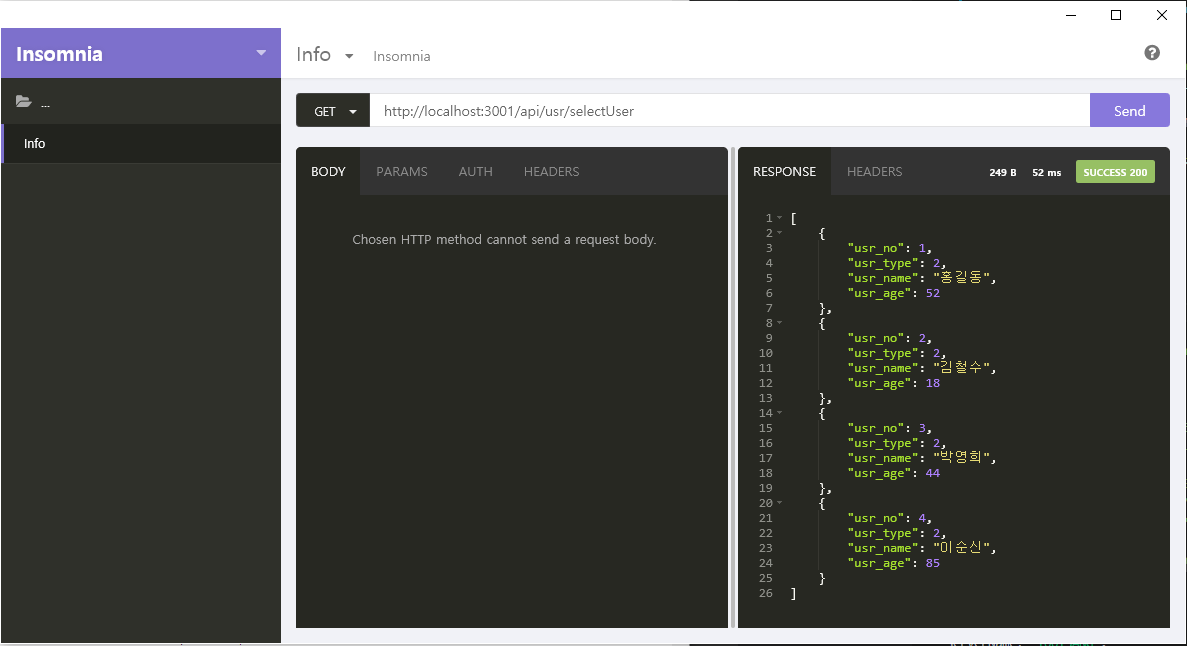 Insomnia
...
Info
Info
Insomnia
GET
http://localhost:3001/api/usr/selectUser
Send
BODY
PARAMS
AUTH
HEADERS
Chosen HTTP method cannot send a request body.
RESPONSE
HEADERS
249 B
52 ms
SUCCESS 200
1 [
2 {
3 "usr_no": 1,
4 "usr_type": 2,
5 "usr_name": "홍길동",
6 "usr_age": 52
7 },
8 {
9 "usr_no": 2,
10 "usr_type": 2,
11 "usr_name": "김철수",
12 "usr_age": 18
13 },
14 {
15 "usr_no": 3,
16 "usr_type": 2,
17 "usr_name": "박영희",
18 "usr_age": 44
19 },
20 {
21 "usr_no": 4,
22 "usr_type": 2,
23 "usr_name": "이순신",
24 "usr_age": 85
25 }
26 ]